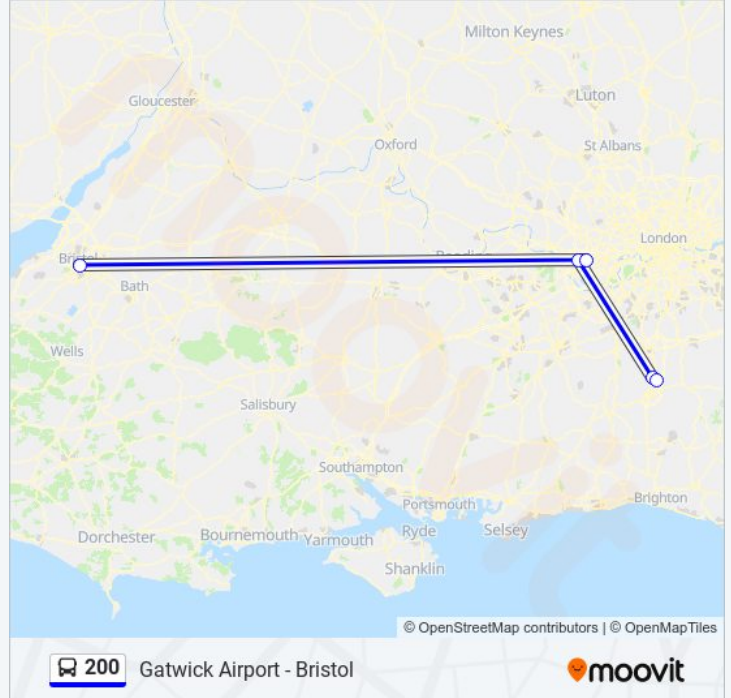 Milton Keynes
Luton
Gloucester
Oxford
St Albans
London
Bristol
Reading
Bath
Wells
Salisbury
Southampton
Portsmouth
Brighton
Dorchester
Bournemouth
Yarmouth
Ryde
Selsey
Shanklin
© OpenStreetMap contributors | © OpenMapTiles
200 Gatwick Airport - Bristol
moovit